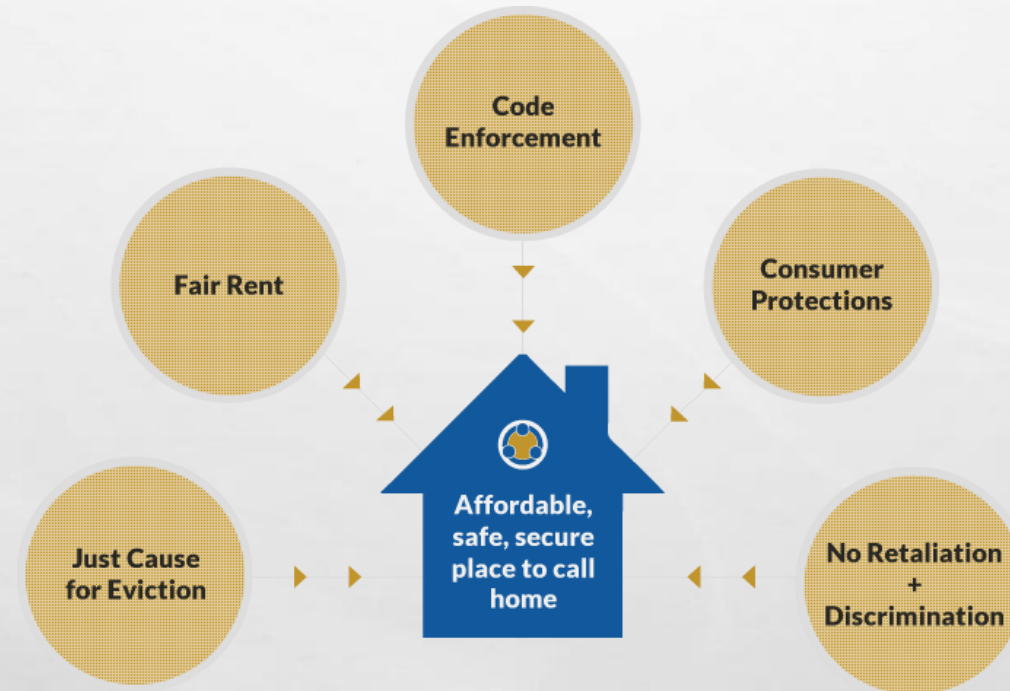 Code
Enforcement
Fair Rent
Consumer
Protections
Just Cause
for Eviction
Affordable,
safe, secure
place to call
home
No Retaliation
+
Discrimination